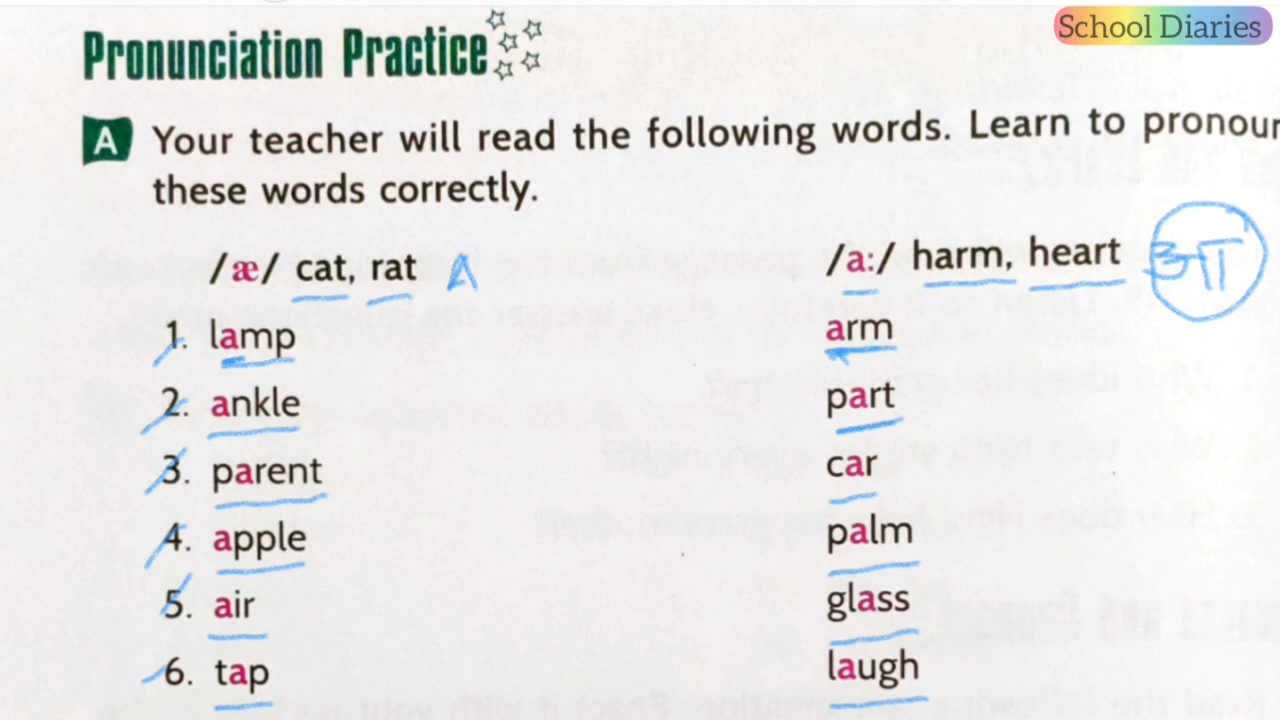 School Diaries
Pronunciation Practice
A Your teacher will read the following words. Learn to pronoun
these words correctly.
/æ/ cat, rat A
/a:/ harm, heart आ
1. lamp
arm
2. ankle
part
3. parent
car
4. apple
palm
5. air
glass
6. tap
laugh